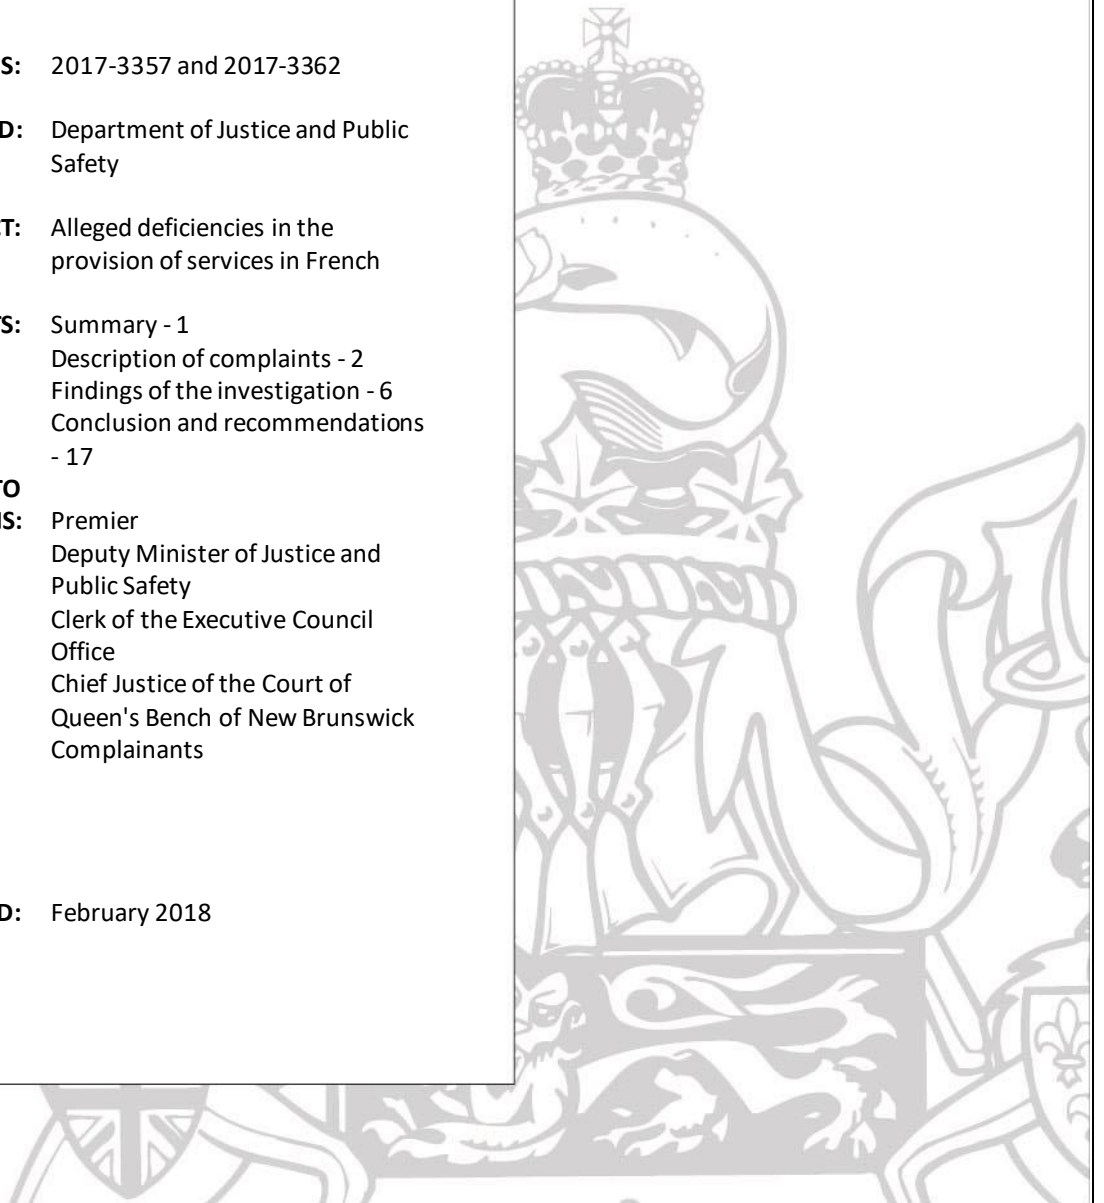 S: 2017-3357 and 2017-3362
D: Department of Justice and Public
Safety
T: Alleged deficiencies in the
provision of services in French
S: Summary - 1
Description of complaints - 2
Findings of the investigation - 6
Conclusion and recommendations
- 17
TO
S: Premier
Deputy Minister of Justice and
Public Safety
Clerk of the Executive Council
Office
Chief Justice of the Court of
Queen's Bench of New Brunswick
Complainants
D: February 2018